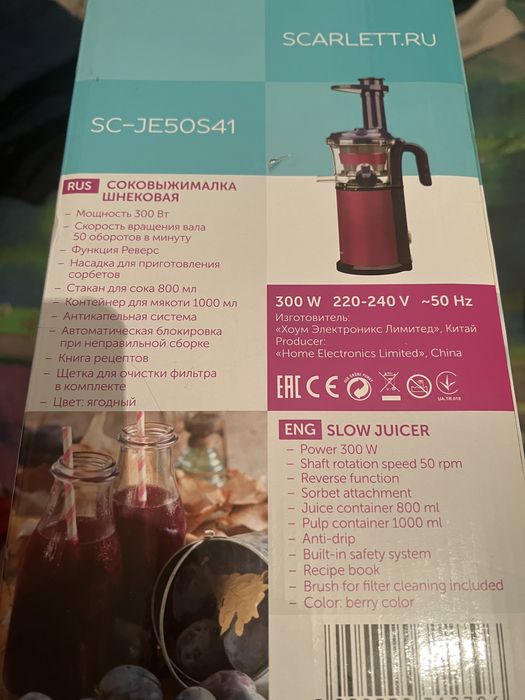 SCARLETT.RU
SC-JE50S41
RUS СОКОВЫЖИМАЛКА
ШНЕКОВАЯ
– Мощность 300 Вт
– Скорость вращения вала
50 оборотов в минуту
– Функция Реверс
– Насадка для приготовления
сорбетов
– Стакан для сока 800 мл
– Контейнер для мякоти 1000 мл
– Антикапельная система
– Автоматическая блокировка
при неправильной сборке
– Книга рецептов
– Щетка для очистки фильтра
в комплекте
– Цвет: ягодный
300 W 220-240 V ~50 Hz
Изготовитель:
«Хоум Электроникс Лимитед», Китай
Producer:
«Home Electronics Limited», China
EAC CE
UA.TR.018
ENG SLOW JUICER
– Power 300 W
– Shaft rotation speed 50 rpm
– Reverse function
– Sorbet attachment
– Juice container 800 ml
– Pulp container 1000 ml
– Anti-drip
– Built-in safety system
– Recipe book
– Brush for filter cleaning included
– Color: berry color